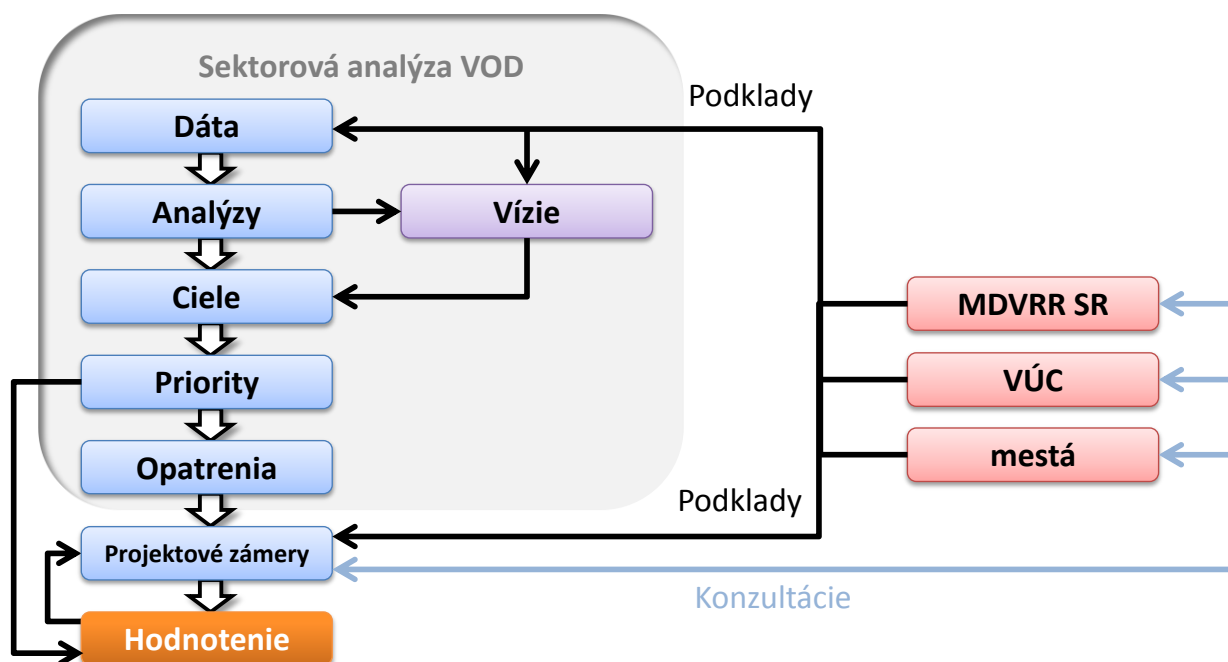 Sektorová analýza VOD
Podklady
Dáta
Analýzy
Vízie
Ciele
MDVRR SR
Priority
VÚC
Opatrenia
mestá
Podklady
Projektové zámery
Konzultácie
Hodnotenie